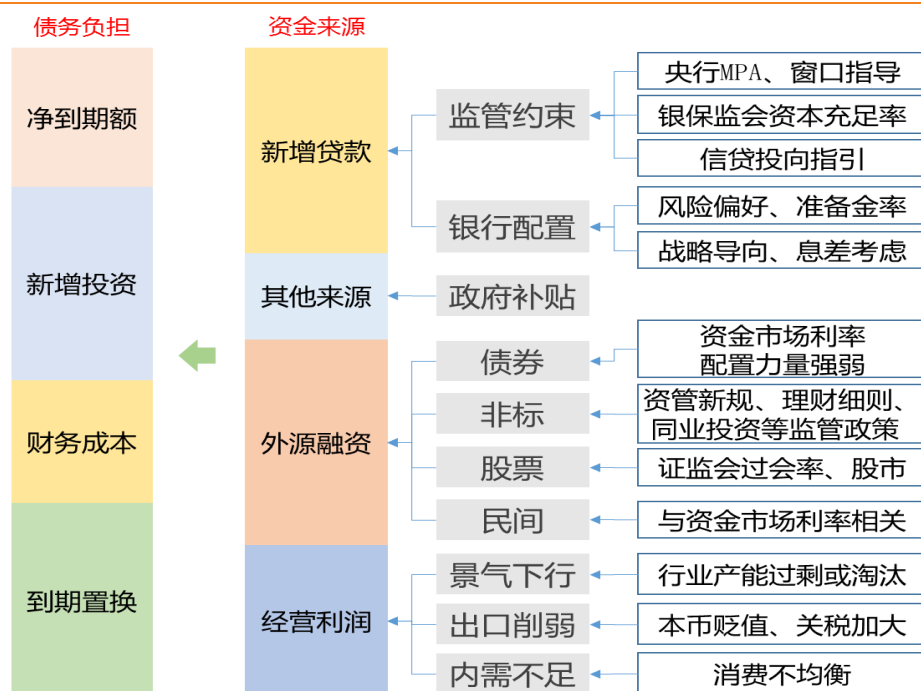 债务负担
资金来源
净到期额
新增投资
财务成本
到期置换
新增贷款
其他来源
外源融资
经营利润
监管约束
银行配置
政府补贴
债券
非标
股票
民间
景气下行
出口削弱
内需不足
央行MPA、窗口指导
银保监会资本充足率
信贷投向指引
风险偏好、准备金率
战略导向、息差考虑
资金市场利率
配置力量强弱
资管新规、理财细则、
同业投资等监管政策
证监会过会率、股市
与资金市场利率相关
行业产能过剩或淘汰
本币贬值、关税加大
消费不均衡